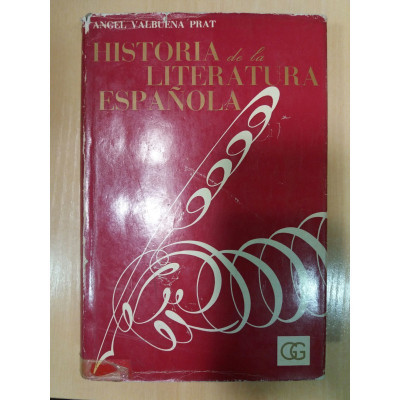 ANGEL VALBUENA PRAT
HISTORIA de la
LITERATURA
ESPAÑOLA
GG